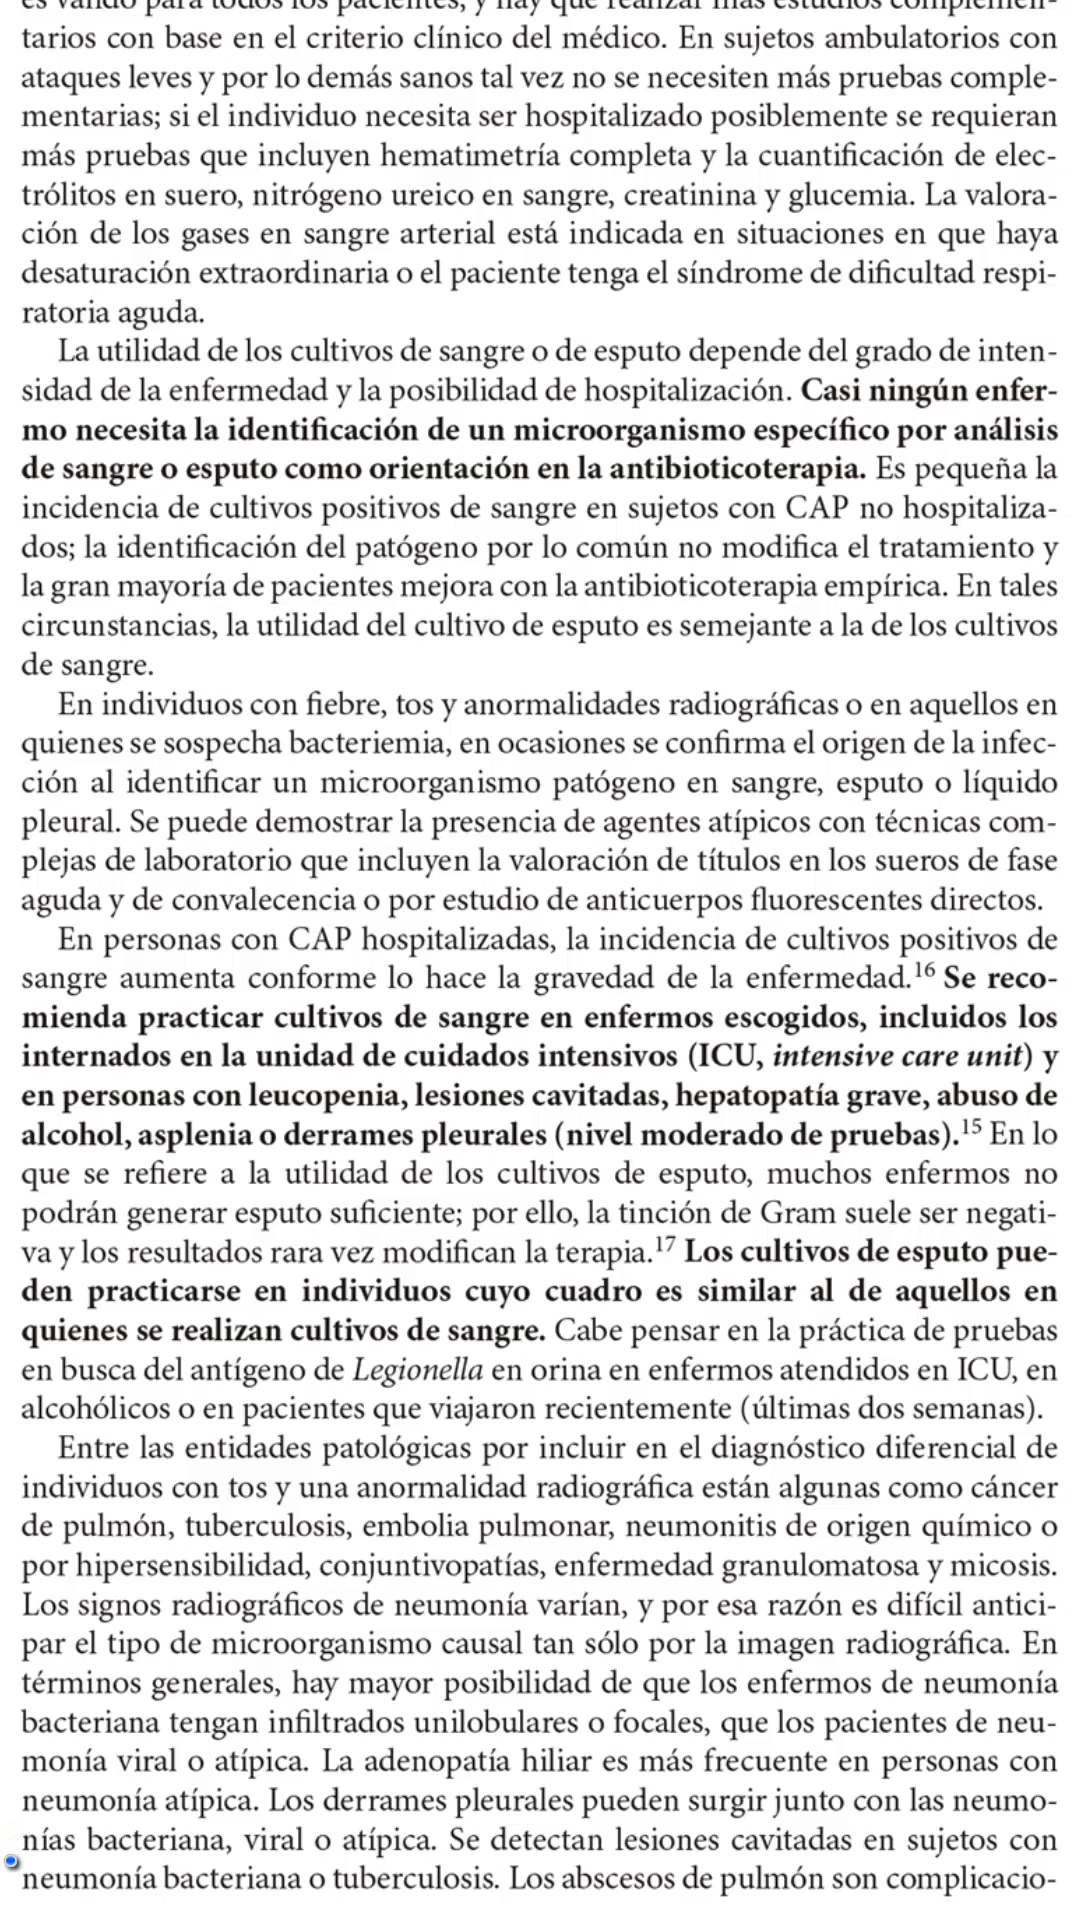 es válido para todos los pacientes, y hay que realizar más estudios complemen-
tarios con base en el criterio clínico del médico. En sujetos ambulatorios con
ataques leves y por lo demás sanos tal vez no se necesiten más pruebas comple-
mentarias; si el individuo necesita ser hospitalizado posiblemente se requieran
más pruebas que incluyen hematimetría completa y la cuantificación de elec-
trólitos en suero, nitrógeno ureico en sangre, creatinina y glucemia. La valora-
ción de los gases en sangre arterial está indicada en situaciones en que haya
desaturación extraordinaria o el paciente tenga el síndrome de dificultad respi-
ratoria aguda.
La utilidad de los cultivos de sangre o de esputo depende del grado de inten-
sidad de la enfermedad y la posibilidad de hospitalización. Casi ningún enfer-
mo necesita la identificación de un microorganismo específico por análisis
de sangre o esputo como orientación en la antibioticoterapia. Es pequeña la
incidencia de cultivos positivos de sangre en sujetos con CAP no hospitaliza-
dos; la identificación del patógeno por lo común no modifica el tratamiento y
la gran mayoría de pacientes mejora con la antibioticoterapia empírica. En tales
circunstancias, la utilidad del cultivo de esputo es semejante a la de los cultivos
de sangre.
En individuos con fiebre, tos y anormalidades radiográficas o en aquellos en
quienes se sospecha bacteriemia, en ocasiones se confirma el origen de la infec-
ción al identificar un microorganismo patógeno en sangre, esputo o líquido
pleural. Se puede demostrar la presencia de agentes atípicos con técnicas com-
plejas de laboratorio que incluyen la valoración de títulos en los sueros de fase
aguda y de convalecencia o por estudio de anticuerpos fluorescentes directos.
En personas con CAP hospitalizadas, la incidencia de cultivos positivos de
sangre aumenta conforme lo hace la gravedad de la enfermedad.16 Se reco-
mienda practicar cultivos de sangre en enfermos escogidos, incluidos los
internados en la unidad de cuidados intensivos (ICU, intensive care unit) y
en personas con leucopenia, lesiones cavitadas, hepatopatía grave, abuso de
alcohol, asplenia o derrames pleurales (nivel moderado de pruebas).15 En lo
que se refiere a la utilidad de los cultivos de esputo, muchos enfermos no
podrán generar esputo suficiente; por ello, la tinción de Gram suele ser negati-
va y los resultados rara vez modifican la terapia.17 Los cultivos de esputo pue-
den practicarse en individuos cuyo cuadro es similar al de aquellos en
quienes se realizan cultivos de sangre. Cabe pensar en la práctica de pruebas
en busca del antígeno de Legionella en orina en enfermos atendidos en ICU, en
alcohólicos o en pacientes que viajaron recientemente (últimas dos semanas).
Entre las entidades patológicas por incluir en el diagnóstico diferencial de
individuos con tos y una anormalidad radiográfica están algunas como cáncer
de pulmón, tuberculosis, embolia pulmonar, neumonitis de origen químico o
por hipersensibilidad, conjuntivopatías, enfermedad granulomatosa y micosis.
Los signos radiográficos de neumonía varían, y por esa razón es difícil antici-
par el tipo de microorganismo causal tan sólo por la imagen radiográfica. En
términos generales, hay mayor posibilidad de que los enfermos de neumonía
bacteriana tengan infiltrados unilobulares o focales, que los pacientes de neu-
monía viral o atípica. La adenopatía hiliar es más frecuente en personas con
neumonía atípica. Los derrames pleurales pueden surgir junto con las neumo-
nías bacteriana, viral o atípica. Se detectan lesiones cavitadas en sujetos con
neumonía bacteriana o tuberculosis. Los abscesos de pulmón son complicacio-